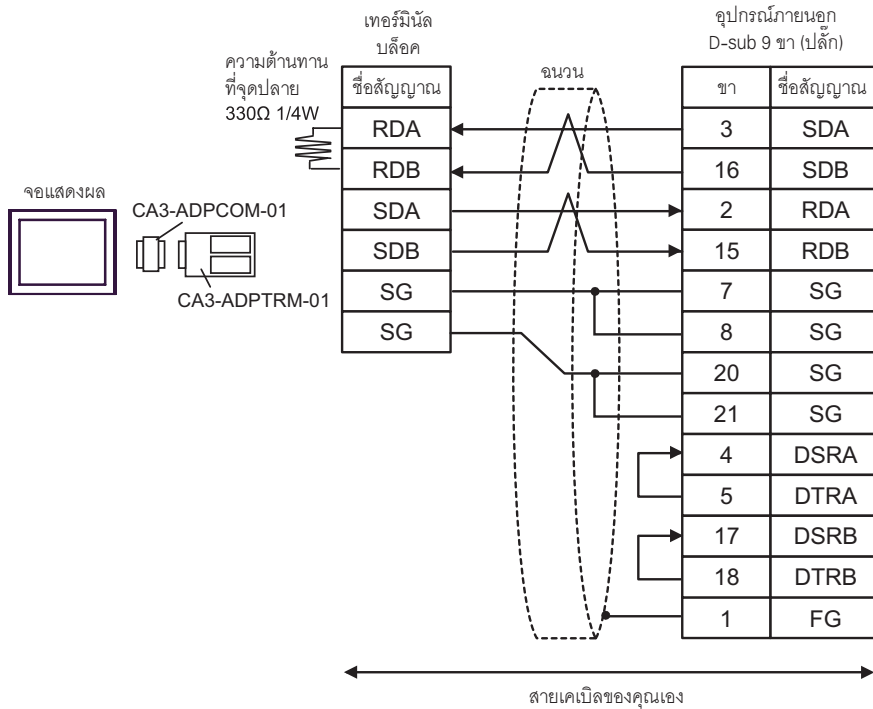 เทอร์มินัล
บล็อค
อุปกรณ์ภายนอก
D-sub 9 ขา (ปลั๊ก)
ความต้านทาน
ที่จุดปลาย
330Ω 1/4W
ฉนวน
ชื่อสัญญาณ
ขา ชื่อสัญญาณ
RDA 3 SDA
RDB 16 SDB
SDA 2 RDA
SDB 15 RDB
SG 7 SG
SG 8 SG
20 SG
21 SG
4 DSRA
5 DTRA
17 DSRB
18 DTRB
1 FG
จอแสดงผล
CA3-ADPCOM-01
CA3-ADPTRM-01
สายเคเบิลของคุณเอง